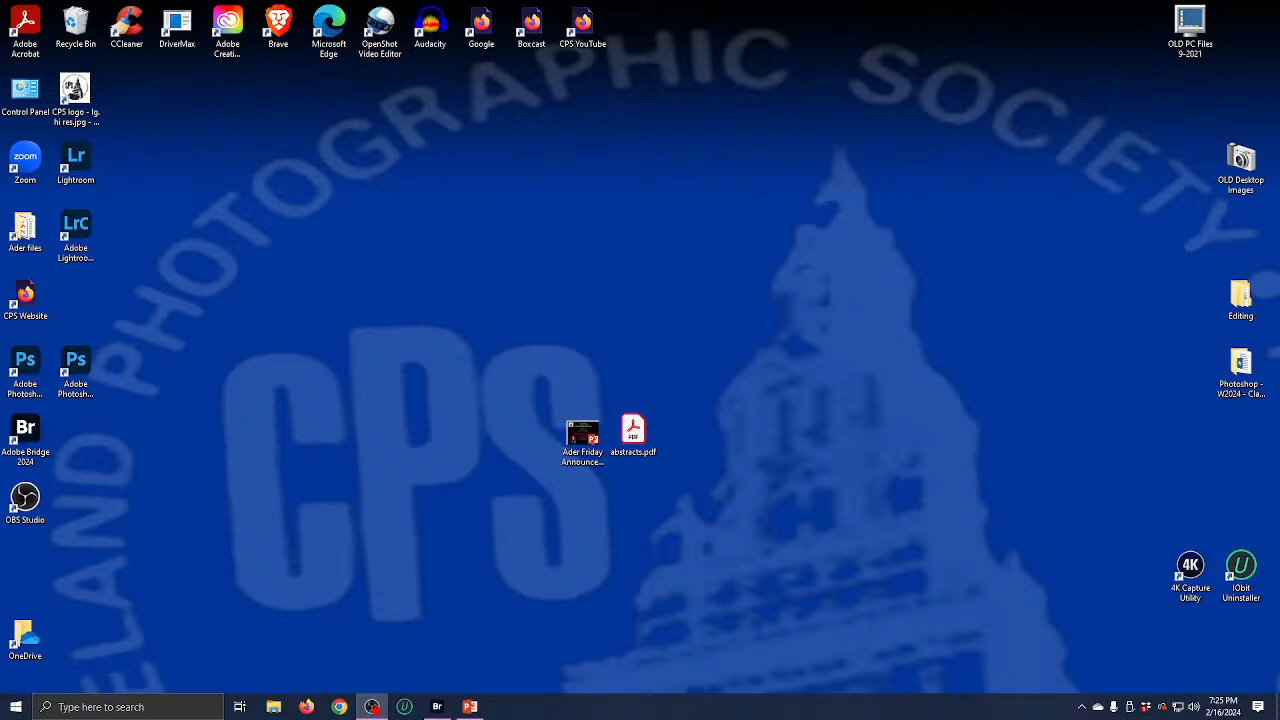 Adobe Acrobat
Recycle Bin
CCleaner
DriverMax
Adobe Creati...
Brave
Microsoft Edge
OpenShot Video Editor
Audacity
Google
Boxcast
CPS YouTube
OLD PC Files 9-2021
Control Panel
CPS logo - lg. hi res.jpg - ...
Zoom
Lightroom
OLD Desktop Images
Ader files
Adobe Lightroo...
CPS Website
Editing
Adobe Photosh...
Adobe Photosh...
Photoshop - W2024 - Cla...
Adobe Bridge 2024
Ader Friday Announce...
abstracts.pdf
OBS Studio
4K Capture Utility
IObit Uninstaller
OneDrive
zoom
Lr
LrC
Ps
Ps
Br
PDF
4K
ELAND PHOTOGRAPHIC SOCIETY
CPS
Type here to search
Br
7:25 PM
2/16/2024